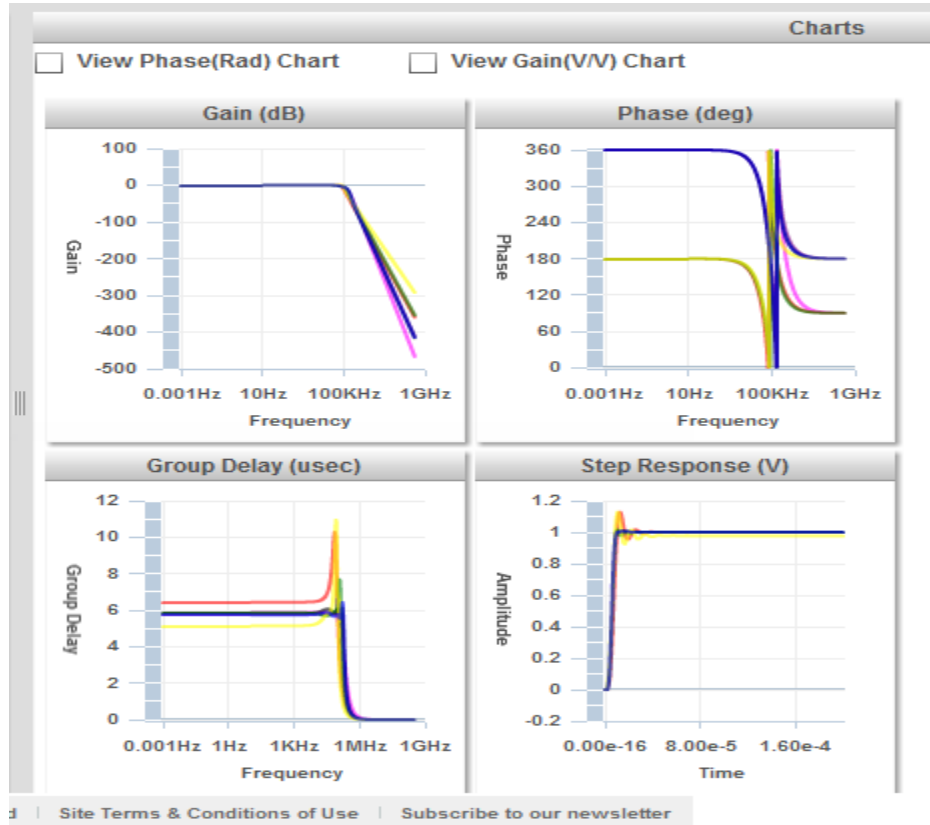 Charts
View Phase(Rad) Chart View Gain(V/V) Chart
Gain (dB)
100
0
-100
-200
-300
-400
-500
Gain
0.001Hz 10Hz 100KHz 1GHz
Frequency
Phase (deg)
360
300
240
180
120
60
0
Phase
0.001Hz 10Hz 100KHz 1GHz
Frequency
Group Delay (usec)
12
10
8
6
4
2
0
Group Delay
0.001Hz 1Hz 1KHz 1MHz 1GHz
Frequency
Step Response (V)
1.2
1
0.8
0.6
0.4
0.2
0
-0.2
Amplitude
0.00e-16 8.00e-5 1.60e-4
Time
d | Site Terms & Conditions of Use | Subscribe to our newsletter